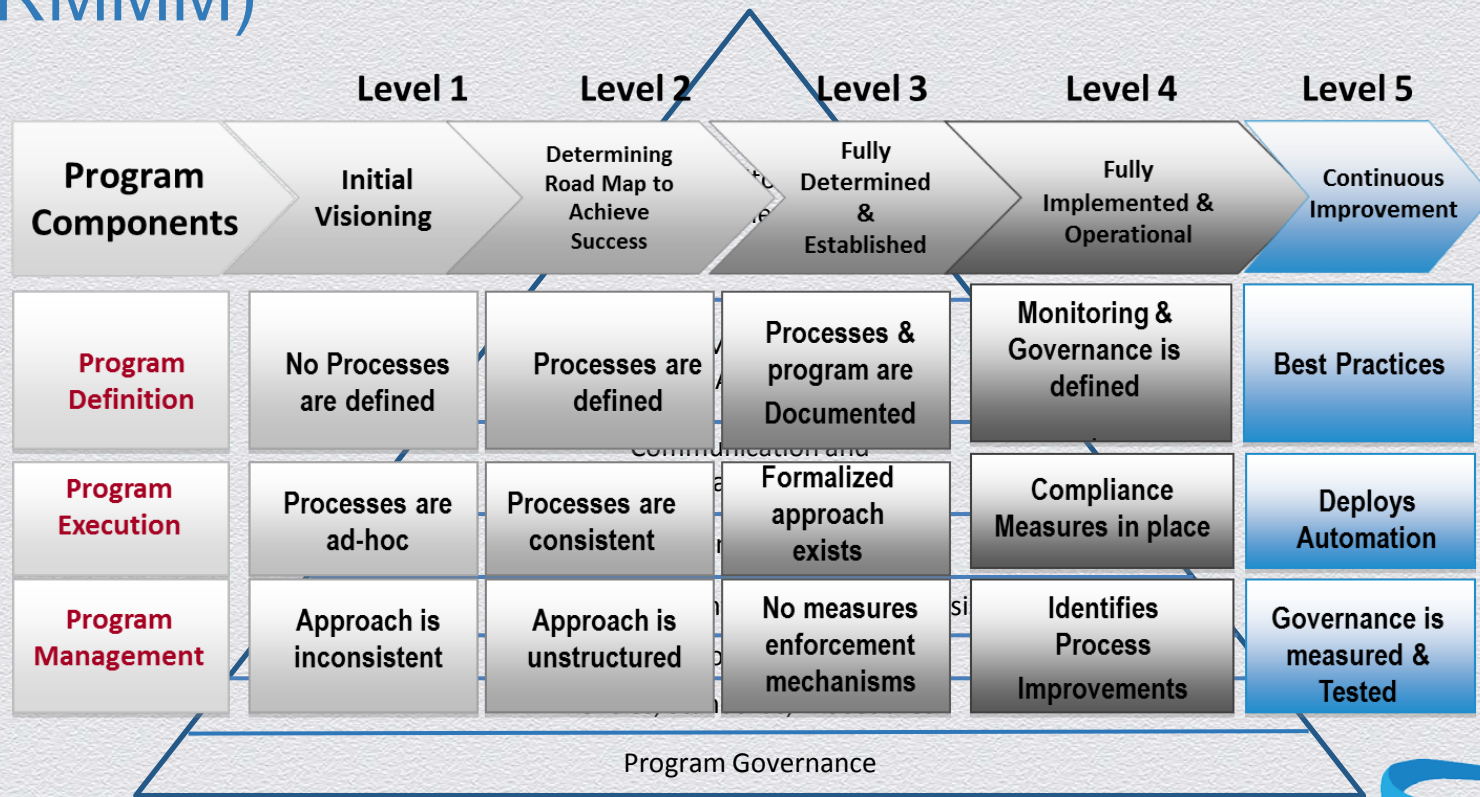 RMMM)
Level 1
Level 2
Level 3
Level 4
Level 5
Program
Components
Initial
Visioning
Determining
Road Map to
Achieve
Success
Fully
Determined
&
Established
Fully
Implemented &
Operational
Continuous
Improvement
Program
Definition
No Processes
are defined
Processes are
defined
Processes &
program are
Documented
Monitoring &
Governance is
defined
Best Practices
Communication and
Program
Execution
Processes are
ad-hoc
Processes are
consistent
Formalized
approach
exists
Compliance
Measures in place
Deploys
Automation
Program
Management
Approach is
inconsistent
Approach is
unstructured
No measures
enforcement
mechanisms
Identifies
Process
Improvements
Governance is
measured &
Tested
Program Governance